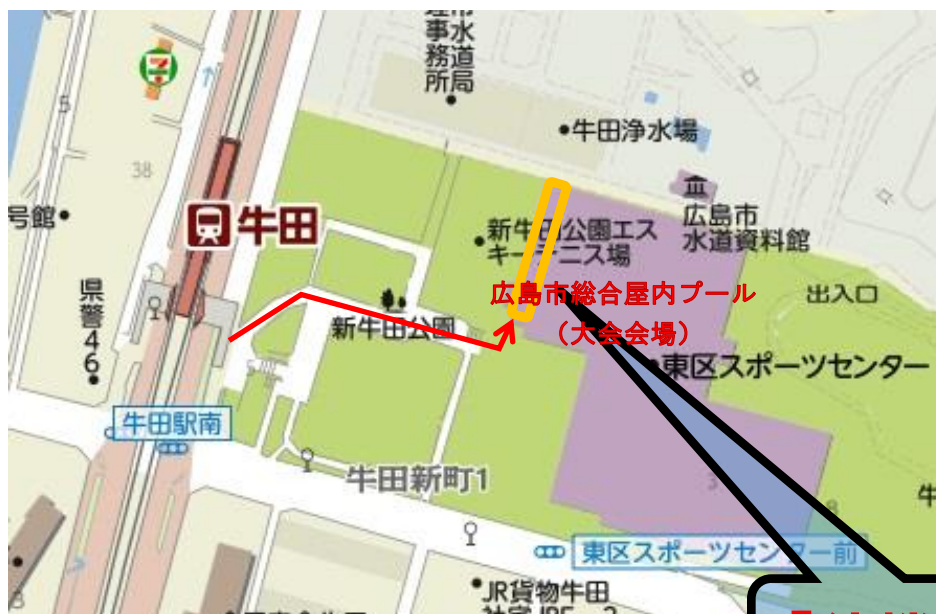 事水
務道
所局
•牛田浄水場
38
5
号館•
牛田
広島市
水道資料館
•新牛田公園エス
キーテニス場
広島市総合屋内プール
(大会会場)
出入口
県警46•
新牛田公園
•東区スポーツセンター
牛田駅南
牛田新町1
3
8
牛
東区スポーツセンター前
•JR貨物牛田